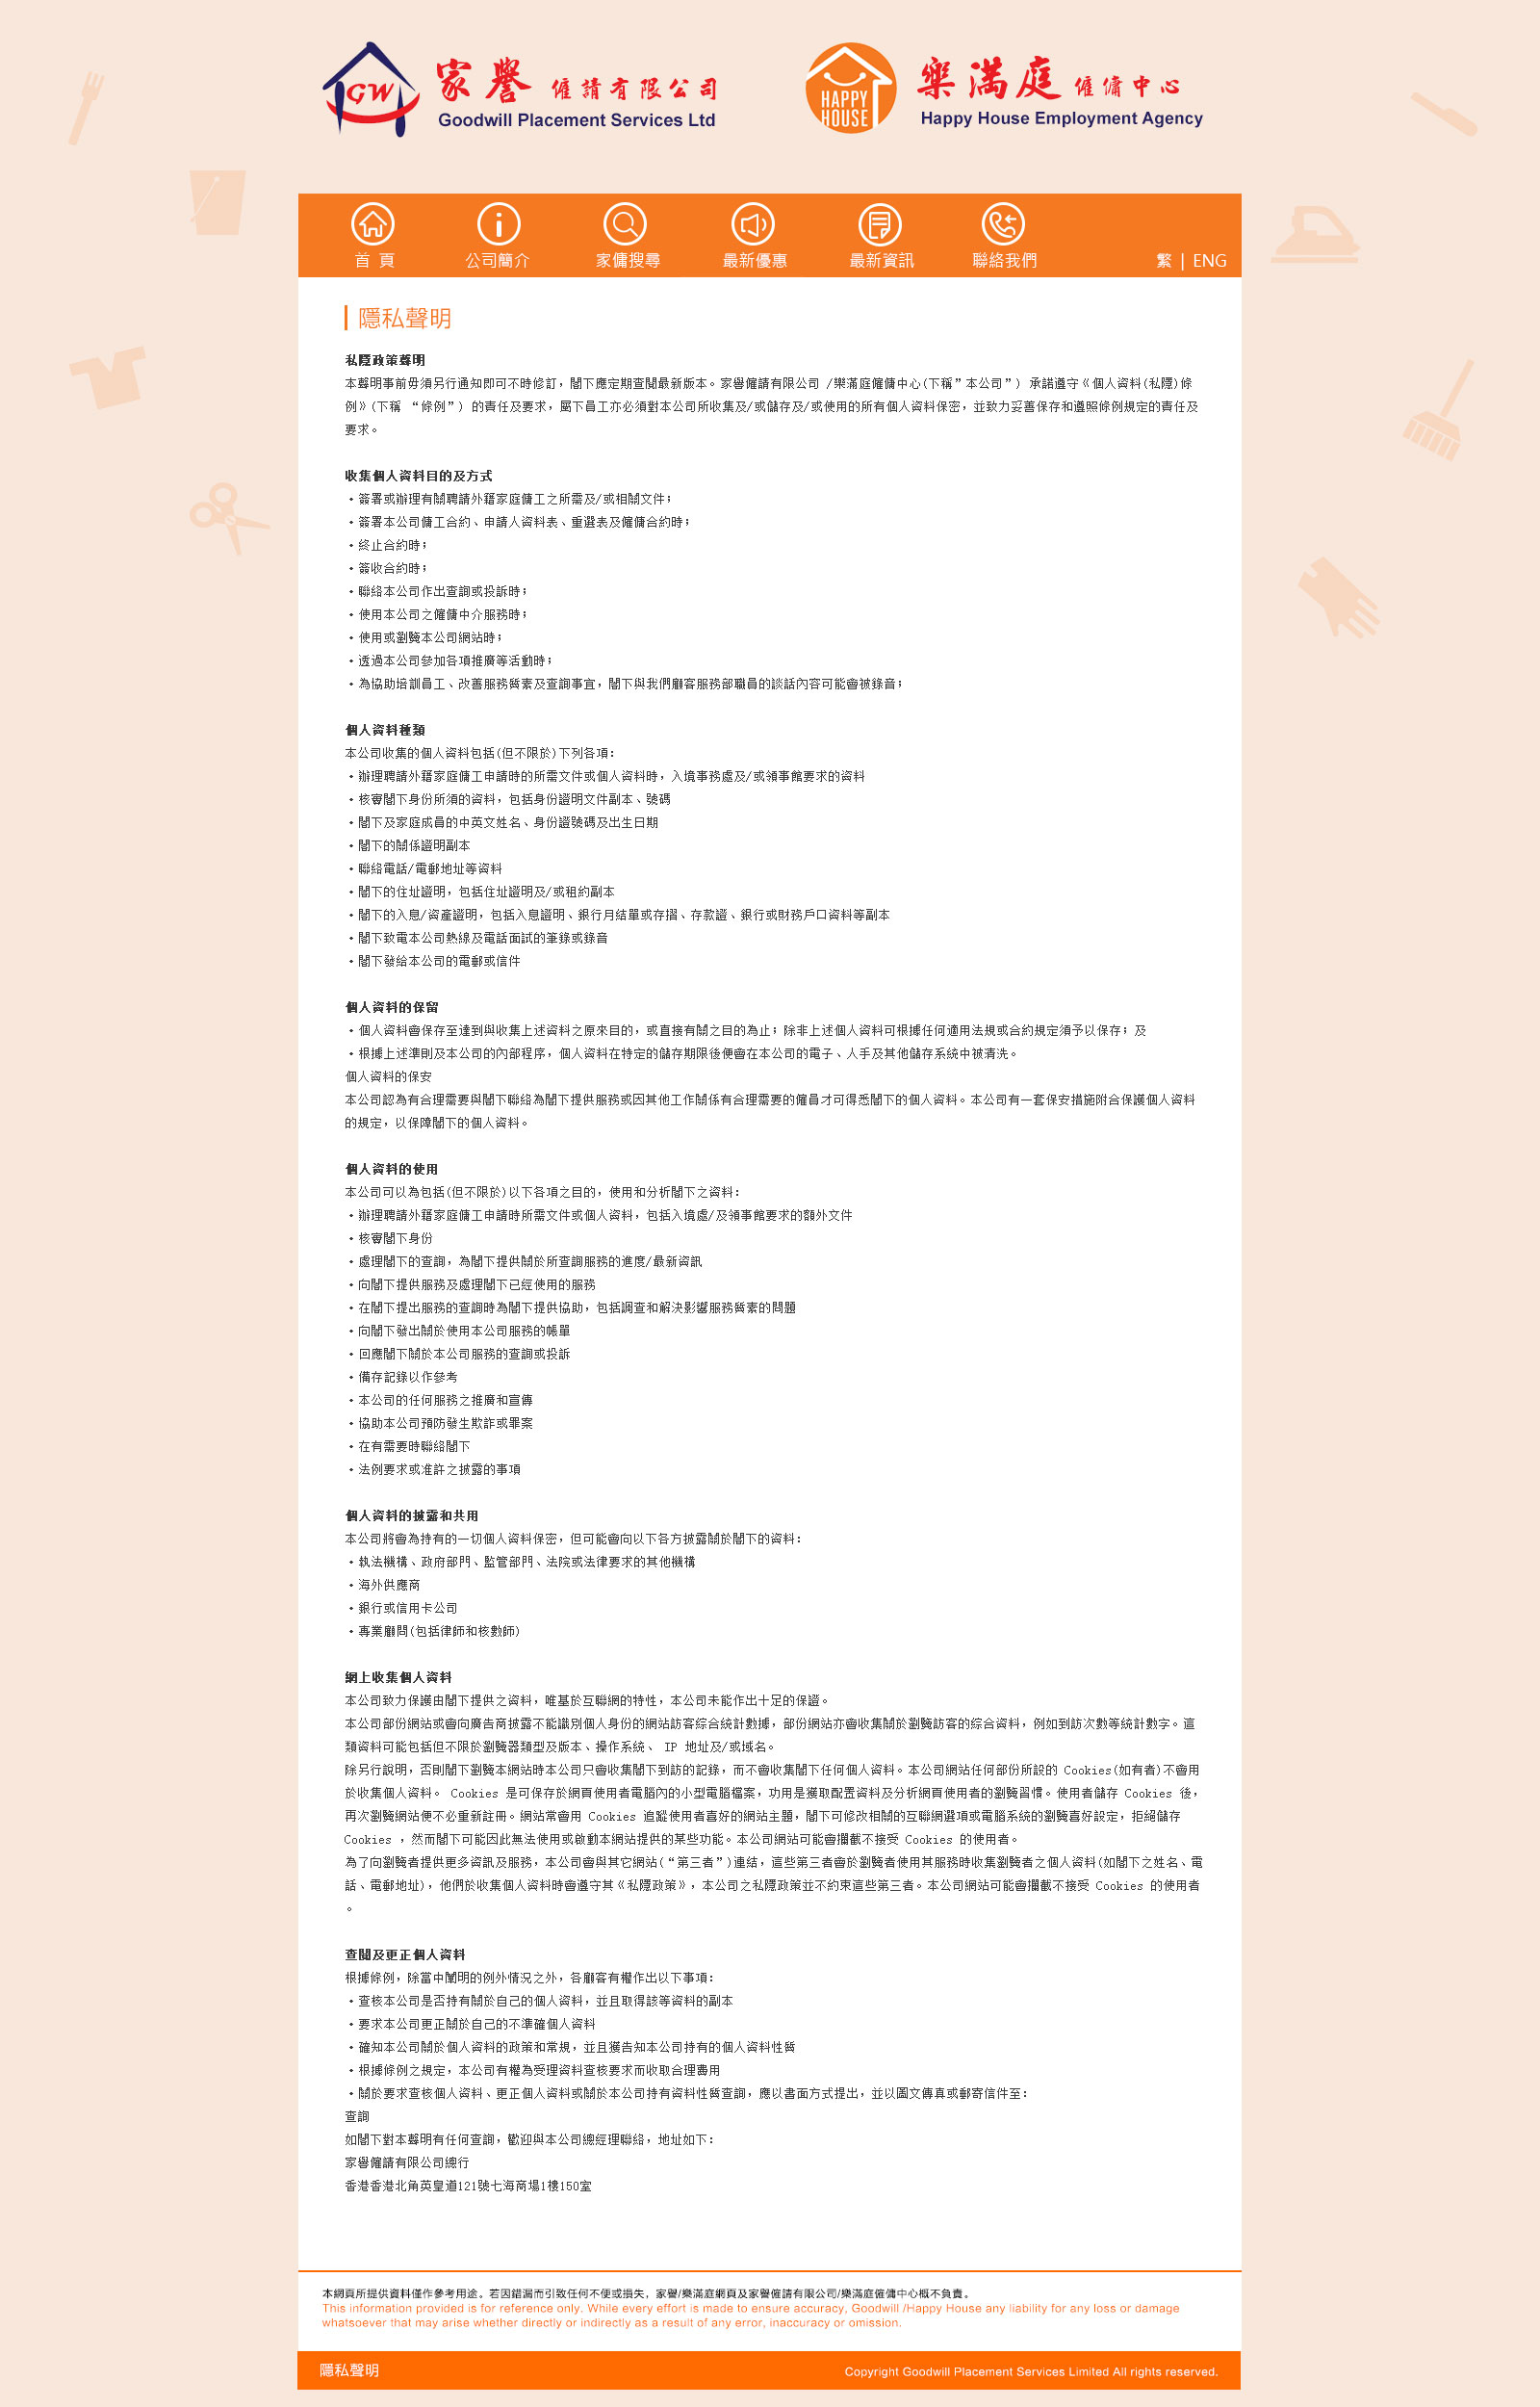 GW 家譽 僱請有限公司
Goodwill Placement Services Ltd
HAPPY HOUSE 樂滿庭 僱傭中心
Happy House Employment Agency
首 頁 公司簡介 家傭搜尋 最新優惠 最新資訊 聯絡我們 繁 | ENG
隱私聲明
私隱政策聲明
本聲明事前毋須另行通知即可不時修訂，閣下應定期查閱最新版本。家譽僱請有限公司 /樂滿庭僱傭中心(下稱”本公司”) 承諾遵守《個人資料(私隱)條
例》(下稱 “條例”) 的責任及要求，屬下員工亦必須對本公司所收集及/或儲存及/或使用的所有個人資料保密，並致力妥善保存和遵照條例規定的責任及
要求。
收集個人資料目的及方式
・簽署或辦理有關聘請外籍家庭傭工之所需及/或相關文件；
・簽署本公司傭工合約、申請人資料表、重選表及僱傭合約時；
・終止合約時；
・簽收合約時；
・聯絡本公司作出查詢或投訴時；
・使用本公司之僱傭中介服務時；
・使用或瀏覽本公司網站時；
・透過本公司參加各項推廣等活動時；
・為協助培訓員工、改善服務質素及查詢事宜，閣下與我們顧客服務部職員的談話內容可能會被錄音；
個人資料種類
本公司收集的個人資料包括(但不限於)下列各項：
・辦理聘請外籍家庭傭工申請時的所需文件或個人資料時，入境事務處及/或領事館要求的資料
・核審閣下身份所須的資料，包括身份證明文件副本、號碼
・閣下及家庭成員的中英文姓名、身份證號碼及出生日期
・閣下的關係證明副本
・聯絡電話/電郵地址等資料
・閣下的住址證明，包括住址證明及/或租約副本
・閣下的入息/資產證明，包括入息證明、銀行月結單或存摺、存款證、銀行或財務戶口資料等副本
・閣下致電本公司熱線及電話面試的筆錄或錄音
・閣下發給本公司的電郵或信件
個人資料的保留
・個人資料會保存至達到與收集上述資料之原來目的，或直接有關之目的為止；除非上述個人資料可根據任何適用法規或合約規定須予以保存；及
・根據上述準則及本公司的內部程序，個人資料在特定的儲存期限後便會在本公司的電子、人手及其他儲存系統中被清洗。
個人資料的保安
本公司認為有合理需要與閣下聯絡為閣下提供服務或因其他工作關係有合理需要的僱員才可得悉閣下的個人資料。本公司有一套保安措施附合保護個人資料
的規定，以保障閣下的個人資料。
個人資料的使用
本公司可以為包括(但不限於)以下各項之目的，使用和分析閣下之資料：
・辦理聘請外籍家庭傭工申請時所需文件或個人資料，包括入境處/及領事館要求的額外文件
・核審閣下身份
・處理閣下的查詢，為閣下提供關於所查詢服務的進度/最新資訊
・向閣下提供服務及處理閣下已經使用的服務
・在閣下提出服務的查詢時為閣下提供協助，包括調查和解決影響服務質素的問題
・向閣下發出關於使用本公司服務的帳單
・回應閣下關於本公司服務的查詢或投訴
・備存記錄以作參考
・本公司的任何服務之推廣和宣傳
・協助本公司預防發生欺詐或罪案
・在有需要時聯絡閣下
・法例要求或准許之披露的事項
個人資料的披露和共用
本公司將會為持有的一切個人資料保密，但可能會向以下各方披露關於閣下的資料：
・執法機構、政府部門、監管部門、法院或法律要求的其他機構
・海外供應商
・銀行或信用卡公司
・專業顧問(包括律師和核數師)
網上收集個人資料
本公司致力保護由閣下提供之資料，唯基於互聯網的特性，本公司未能作出十足的保證。
本公司部份網站或會向廣告商披露不能識別個人身份的網站訪客綜合統計數據，部份網站亦會收集關於瀏覽訪客的綜合資料，例如到訪次數等統計數字。這
類資料可能包括但不限於瀏覽器類型及版本、操作系統、 IP 地址及/或域名。
除另行說明，否則閣下瀏覽本網站時本公司只會收集閣下到訪的記錄，而不會收集閣下任何個人資料。本公司網站任何部份所設的 Cookies(如有者)不會用
於收集個人資料。 Cookies 是可保存於網頁使用者電腦內的小型電腦檔案，功用是獲取配置資料及分析網頁使用者的瀏覽習慣。使用者儲存 Cookies 後，
再次瀏覽網站便不必重新註冊。網站常會用 Cookies 追蹤使用者喜好的網站主題，閣下可修改相關的互聯網選項或電腦系統的瀏覽喜好設定，拒絕儲存
Cookies ，然而閣下可能因此無法使用或啟動本網站提供的某些功能。本公司網站可能會攔截不接受 Cookies 的使用者。
為了向瀏覽者提供更多資訊及服務，本公司會與其它網站(“第三者”)連結，這些第三者會於瀏覽者使用其服務時收集瀏覽者之個人資料(如閣下之姓名、電
話、電郵地址)，他們於收集個人資料時會遵守其《私隱政策》，本公司之私隱政策並不約束這些第三者。本公司網站可能會攔截不接受 Cookies 的使用者
。
查閱及更正個人資料
根據條例，除當中闡明的例外情況之外，各顧客有權作出以下事項：
・查核本公司是否持有關於自己的個人資料，並且取得該等資料的副本
・要求本公司更正關於自己的不準確個人資料
・確知本公司關於個人資料的政策和常規，並且獲告知本公司持有的個人資料性質
・根據條例之規定，本公司有權為受理資料查核要求而收取合理費用
・關於要求查核個人資料、更正個人資料或關於本公司持有資料性質查詢，應以書面方式提出，並以圖文傳真或郵寄信件至：
查詢
如閣下對本聲明有任何查詢，歡迎與本公司總經理聯絡，地址如下：
家譽僱請有限公司總行
香港香港北角英皇道121號七海商場1樓150室
本網頁所提供資料僅作參考用途。若因錯漏而引致任何不便或損失，家譽/樂滿庭網頁及家譽僱請有限公司/樂滿庭僱傭中心概不負責。
This information provided is for reference only. While every effort is made to ensure accuracy, Goodwill /Happy House any liability for any loss or damage
whatsoever that may arise whether directly or indirectly as a result of any error, inaccuracy or omission.
隱私聲明
Copyright Goodwill Placement Services Limited All rights reserved.